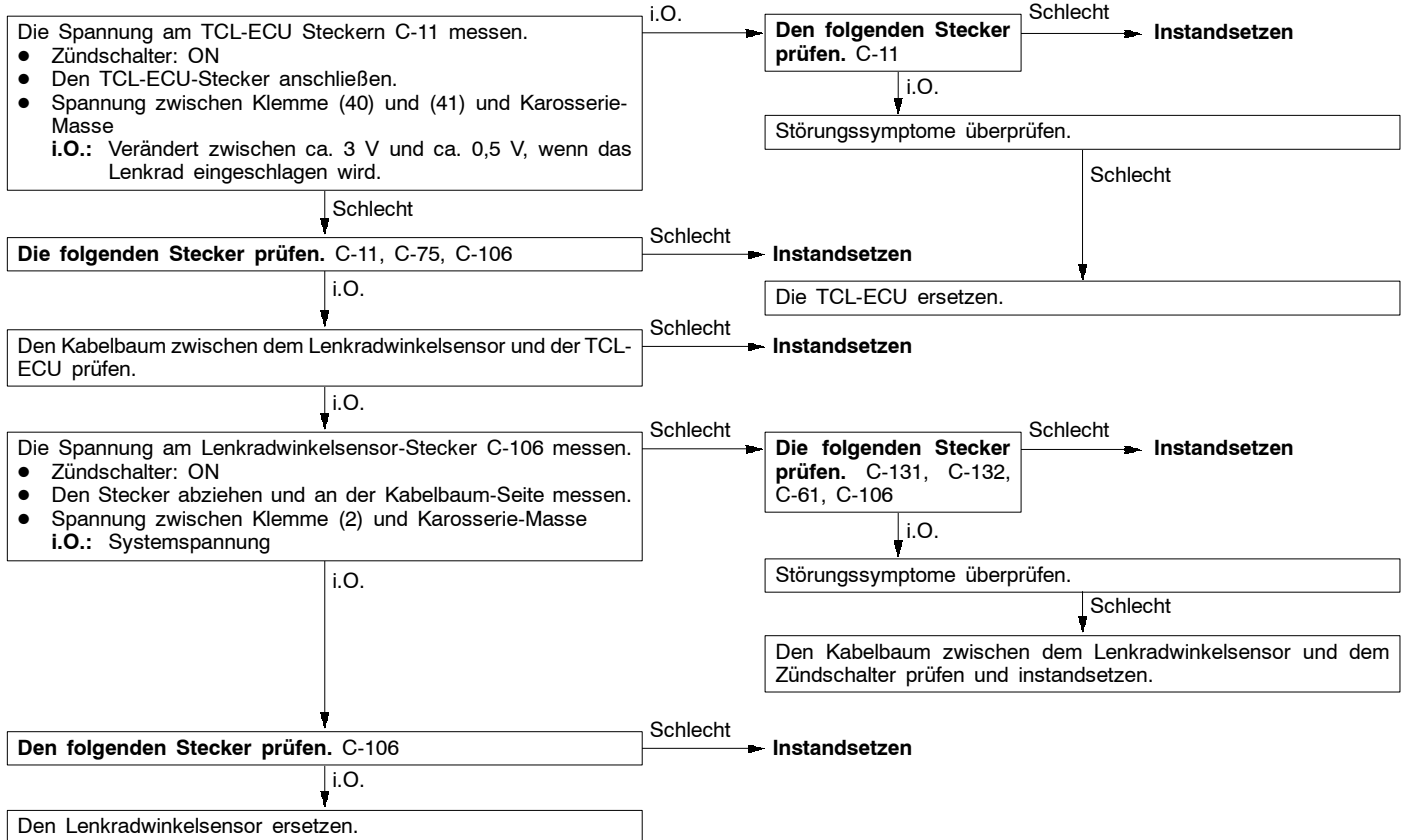 Die Spannung am TCL-ECU Steckern C-11 messen.
● Zündschalter: ON
● Den TCL-ECU-Stecker anschließen.
● Spannung zwischen Klemme (40) und (41) und Karosserie-
Masse
i.O.: Verändert zwischen ca. 3 V und ca. 0,5 V, wenn das
Lenkrad eingeschlagen wird.
i.O.
Den folgenden Stecker
prüfen. C-11
Schlecht
Instandsetzen
i.O.
Störungssymptome überprüfen.
Schlecht
Die TCL-ECU ersetzen.
Schlecht
Die folgenden Stecker prüfen. C-11, C-75, C-106
Schlecht
Instandsetzen
i.O.
Den Kabelbaum zwischen dem Lenkradwinkelsensor und der TCL-
ECU prüfen.
Schlecht
Instandsetzen
i.O.
Die Spannung am Lenkradwinkelsensor-Stecker C-106 messen.
● Zündschalter: ON
● Den Stecker abziehen und an der Kabelbaum-Seite messen.
● Spannung zwischen Klemme (2) und Karosserie-Masse
i.O.: Systemspannung
Schlecht
Die folgenden Stecker
prüfen. C-131, C-132,
C-61, C-106
Schlecht
Instandsetzen
i.O.
Störungssymptome überprüfen.
Schlecht
Den Kabelbaum zwischen dem Lenkradwinkelsensor und dem
Zündschalter prüfen und instandsetzen.
i.O.
Den folgenden Stecker prüfen. C-106
Schlecht
Instandsetzen
i.O.
Den Lenkradwinkelsensor ersetzen.